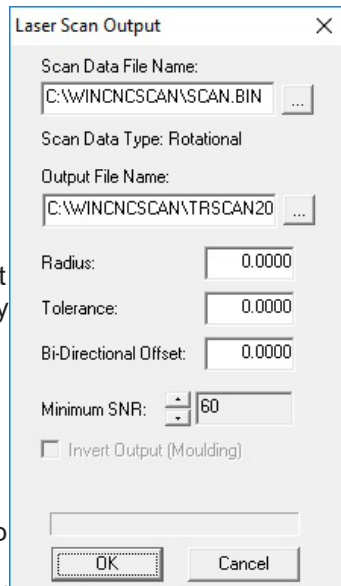 Laser Scan Output
Scan Data File Name:
C:\WINCNCSCAN\SCAN.BIN ...
Scan Data Type: Rotational
Output File Name:
C:\WINCNCSCAN\TRSCAN20 ...
Radius: 0.0000
Tolerance: 0.0000
Bi-Directional Offset: 0.0000
Minimum SNR: 60
Invert Output (Moulding)
OK Cancel